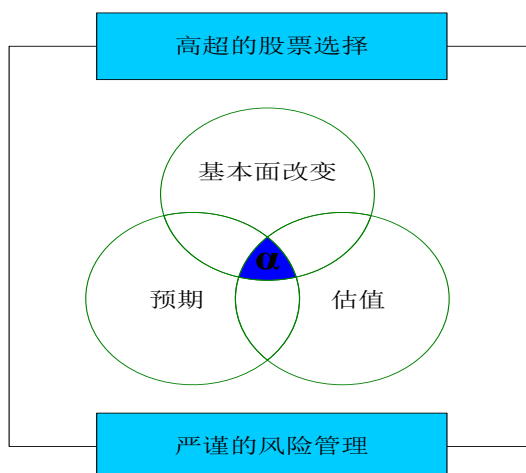 高超的股票选择
基本面改变
α
预期
估值
严谨的风险管理